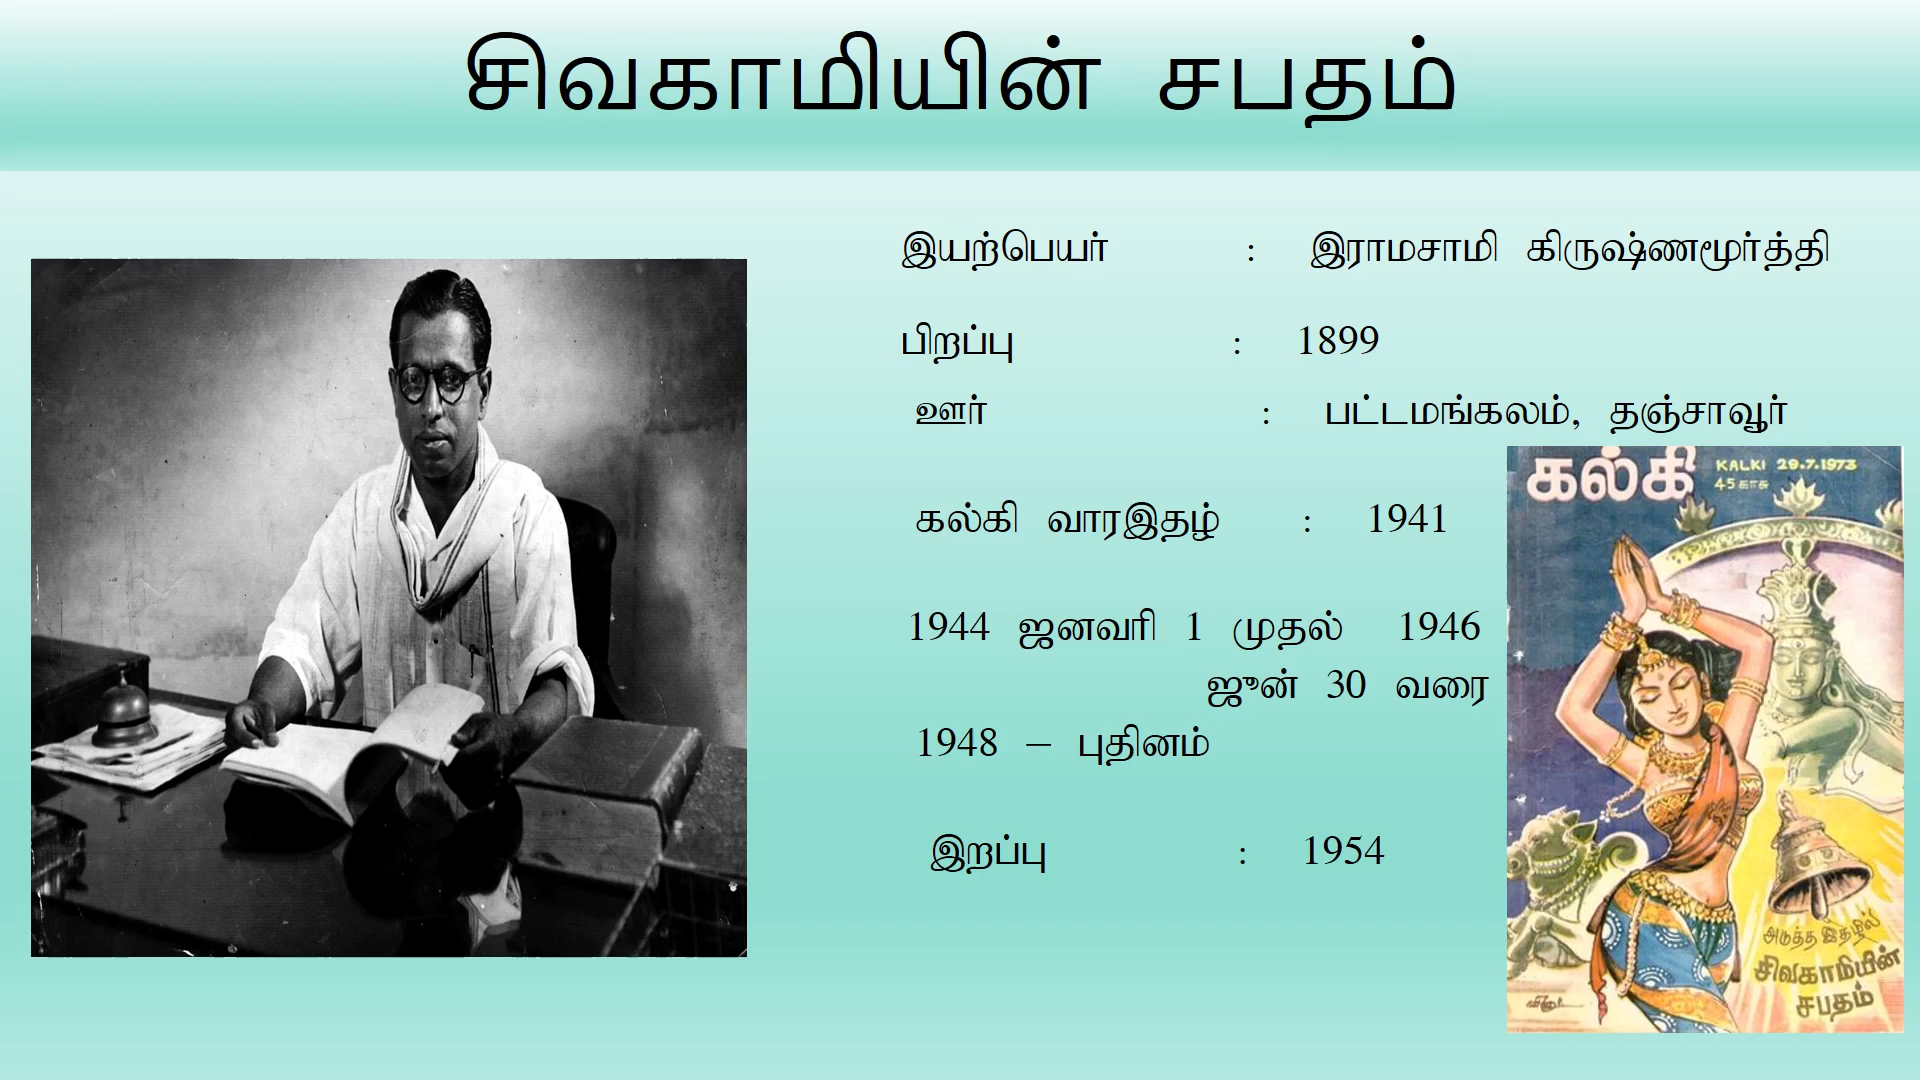 சிவகாமியின் சபதம்
இயற்பெயர் : இராமசாமி கிருஷ்ணமூர்த்தி
பிறப்பு : 1899
ஊர் : பட்டமங்கலம், தஞ்சாவூர்
கல்கி வாரஇதழ் : 1941
1944 ஜனவரி 1 முதல் 1946
ஜுன் 30 வரை
1948 – புதினம்
இறப்பு : 1954
கல்கி
KALKI 29.7.1973
45 காசு
அடுத்த இதழில்
சிவகாமியின்
சபதம்